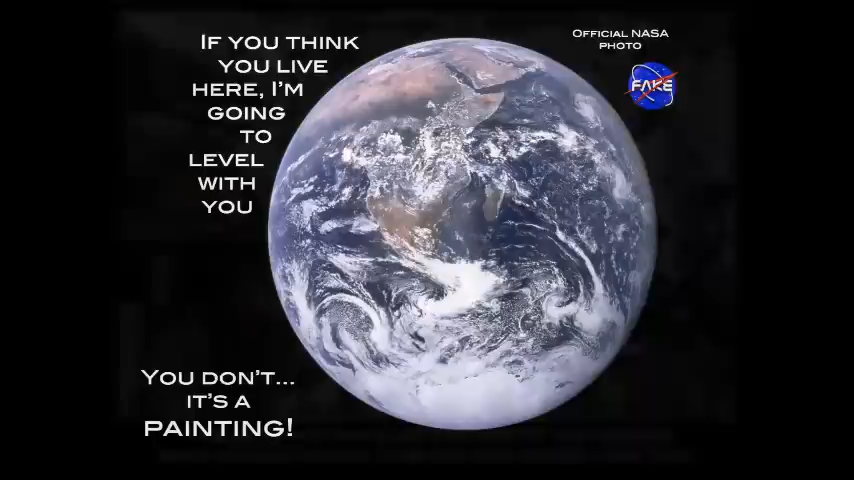 IF YOU THINK
YOU LIVE
HERE, I'M
GOING
TO
LEVEL
WITH
YOU
OFFICIAL NASA
PHOTO
FAKE
YOU DON'T...
IT'S A
PAINTING!